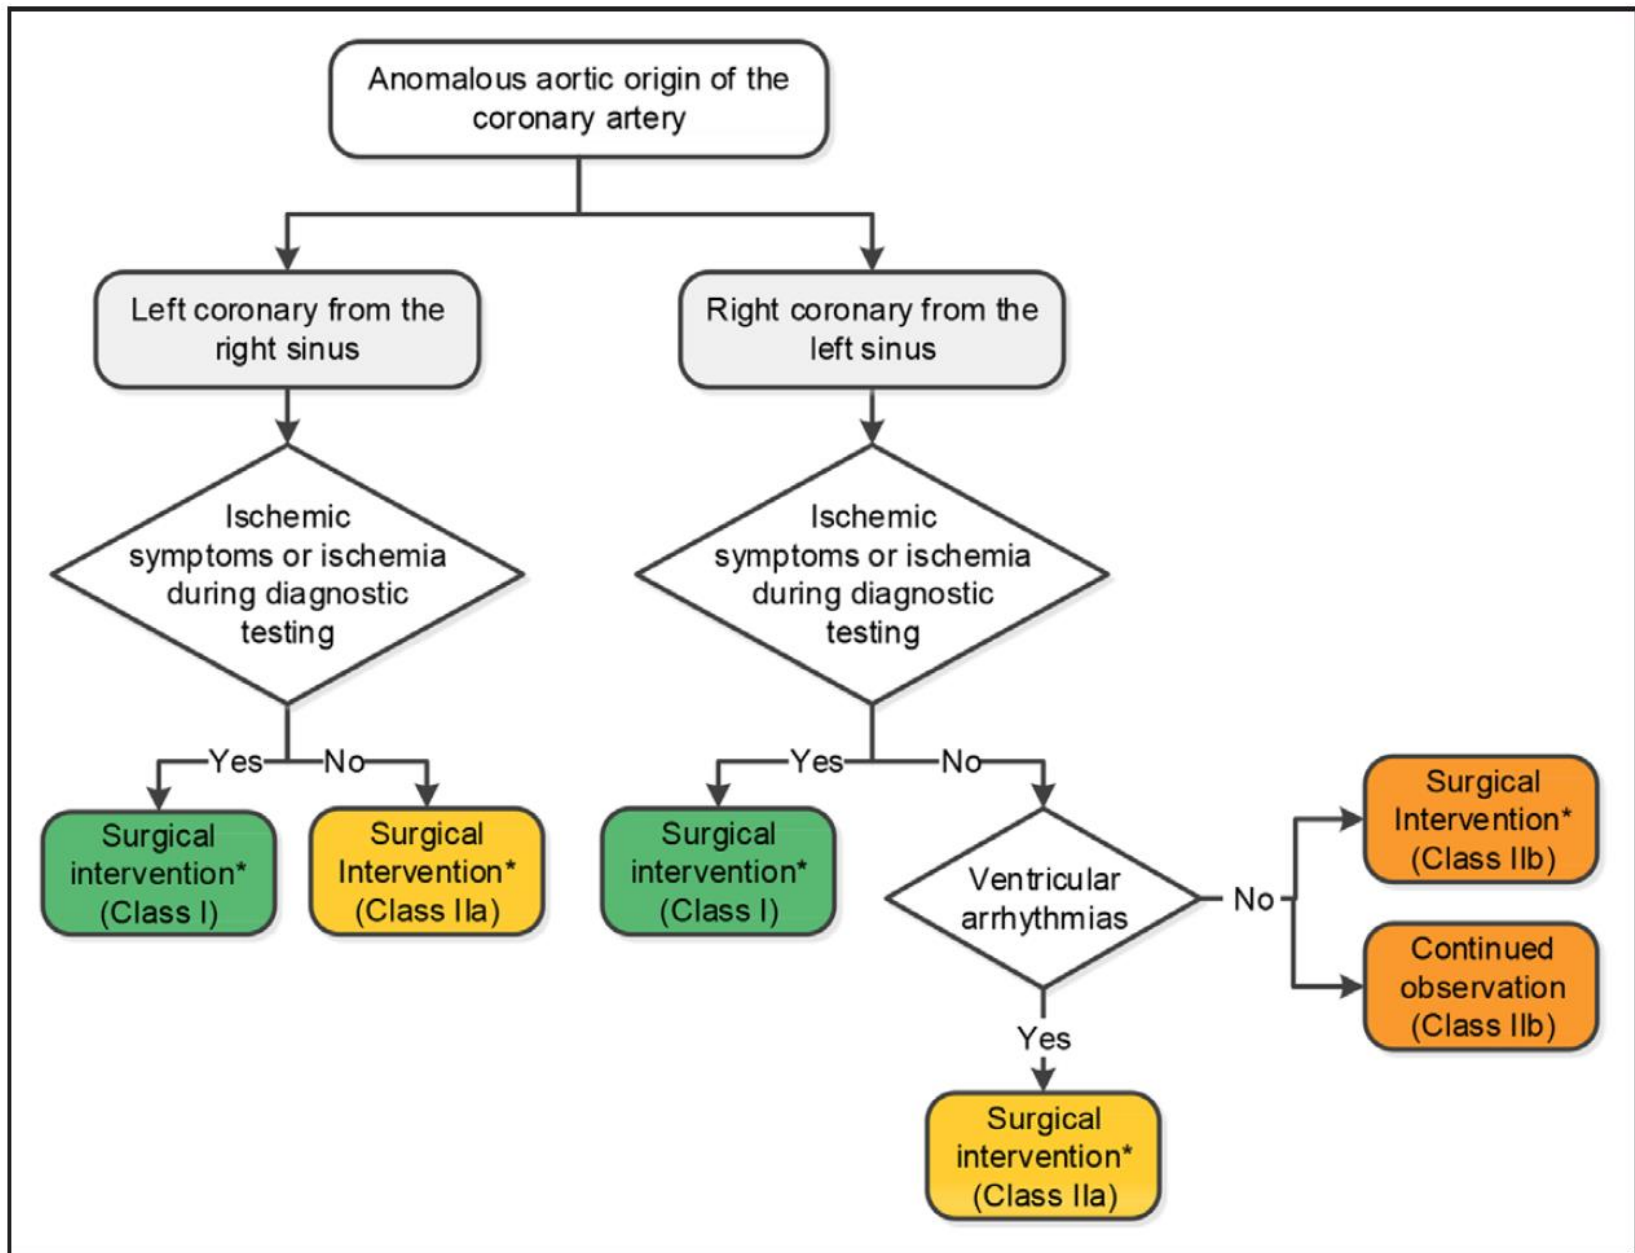 Anomalous aortic origin of the
coronary artery
Left coronary from the
right sinus
Right coronary from the
left sinus
Ischemic
symptoms or ischemia
during diagnostic
testing
Ischemic
symptoms or ischemia
during diagnostic
testing
Yes
No
Yes
No
Surgical
intervention*
(Class I)
Surgical
Intervention*
(Class IIa)
Surgical
intervention*
(Class I)
Ventricular
arrhythmias
No
Surgical
Intervention*
(Class IIb)
Continued
observation
(Class IIb)
Yes
Surgical
intervention*
(Class IIa)